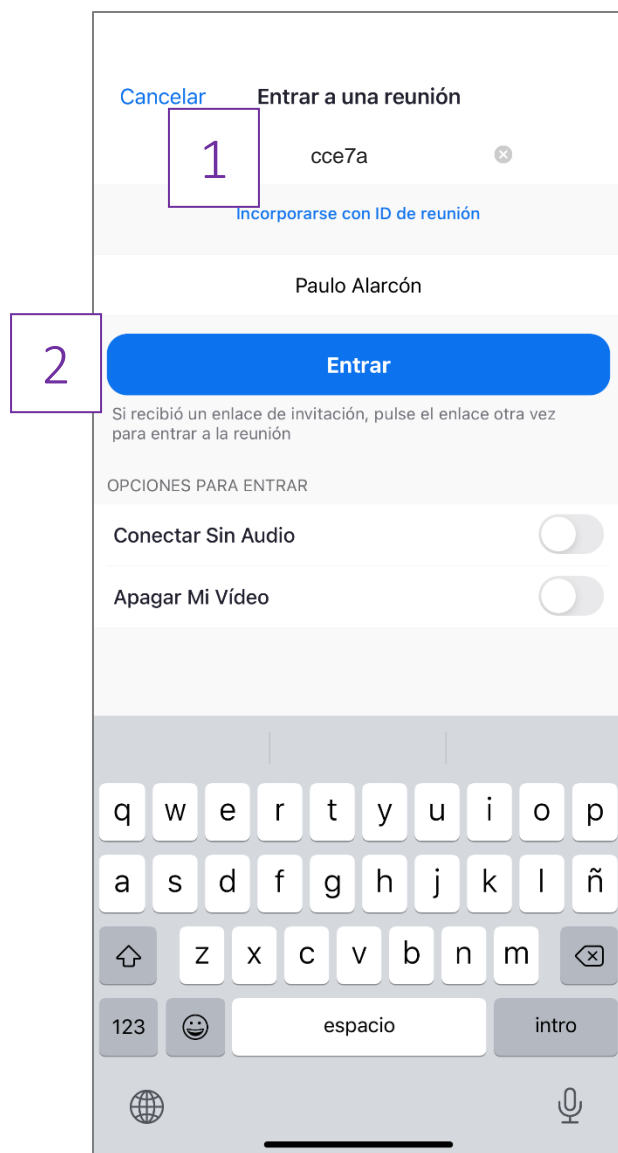 Cancelar Entrar a una reunión
1 cce7a
Incorporarse con ID de reunión
Paulo Alarcón
2 Entrar
Si recibió un enlace de invitación, pulse el enlace otra vez
para entrar a la reunión
OPCIONES PARA ENTRAR
Conectar Sin Audio
Apagar Mi Vídeo
q w e r t y u i o p
a s d f g h j k l ñ
z x c v b n m
123 espacio intro